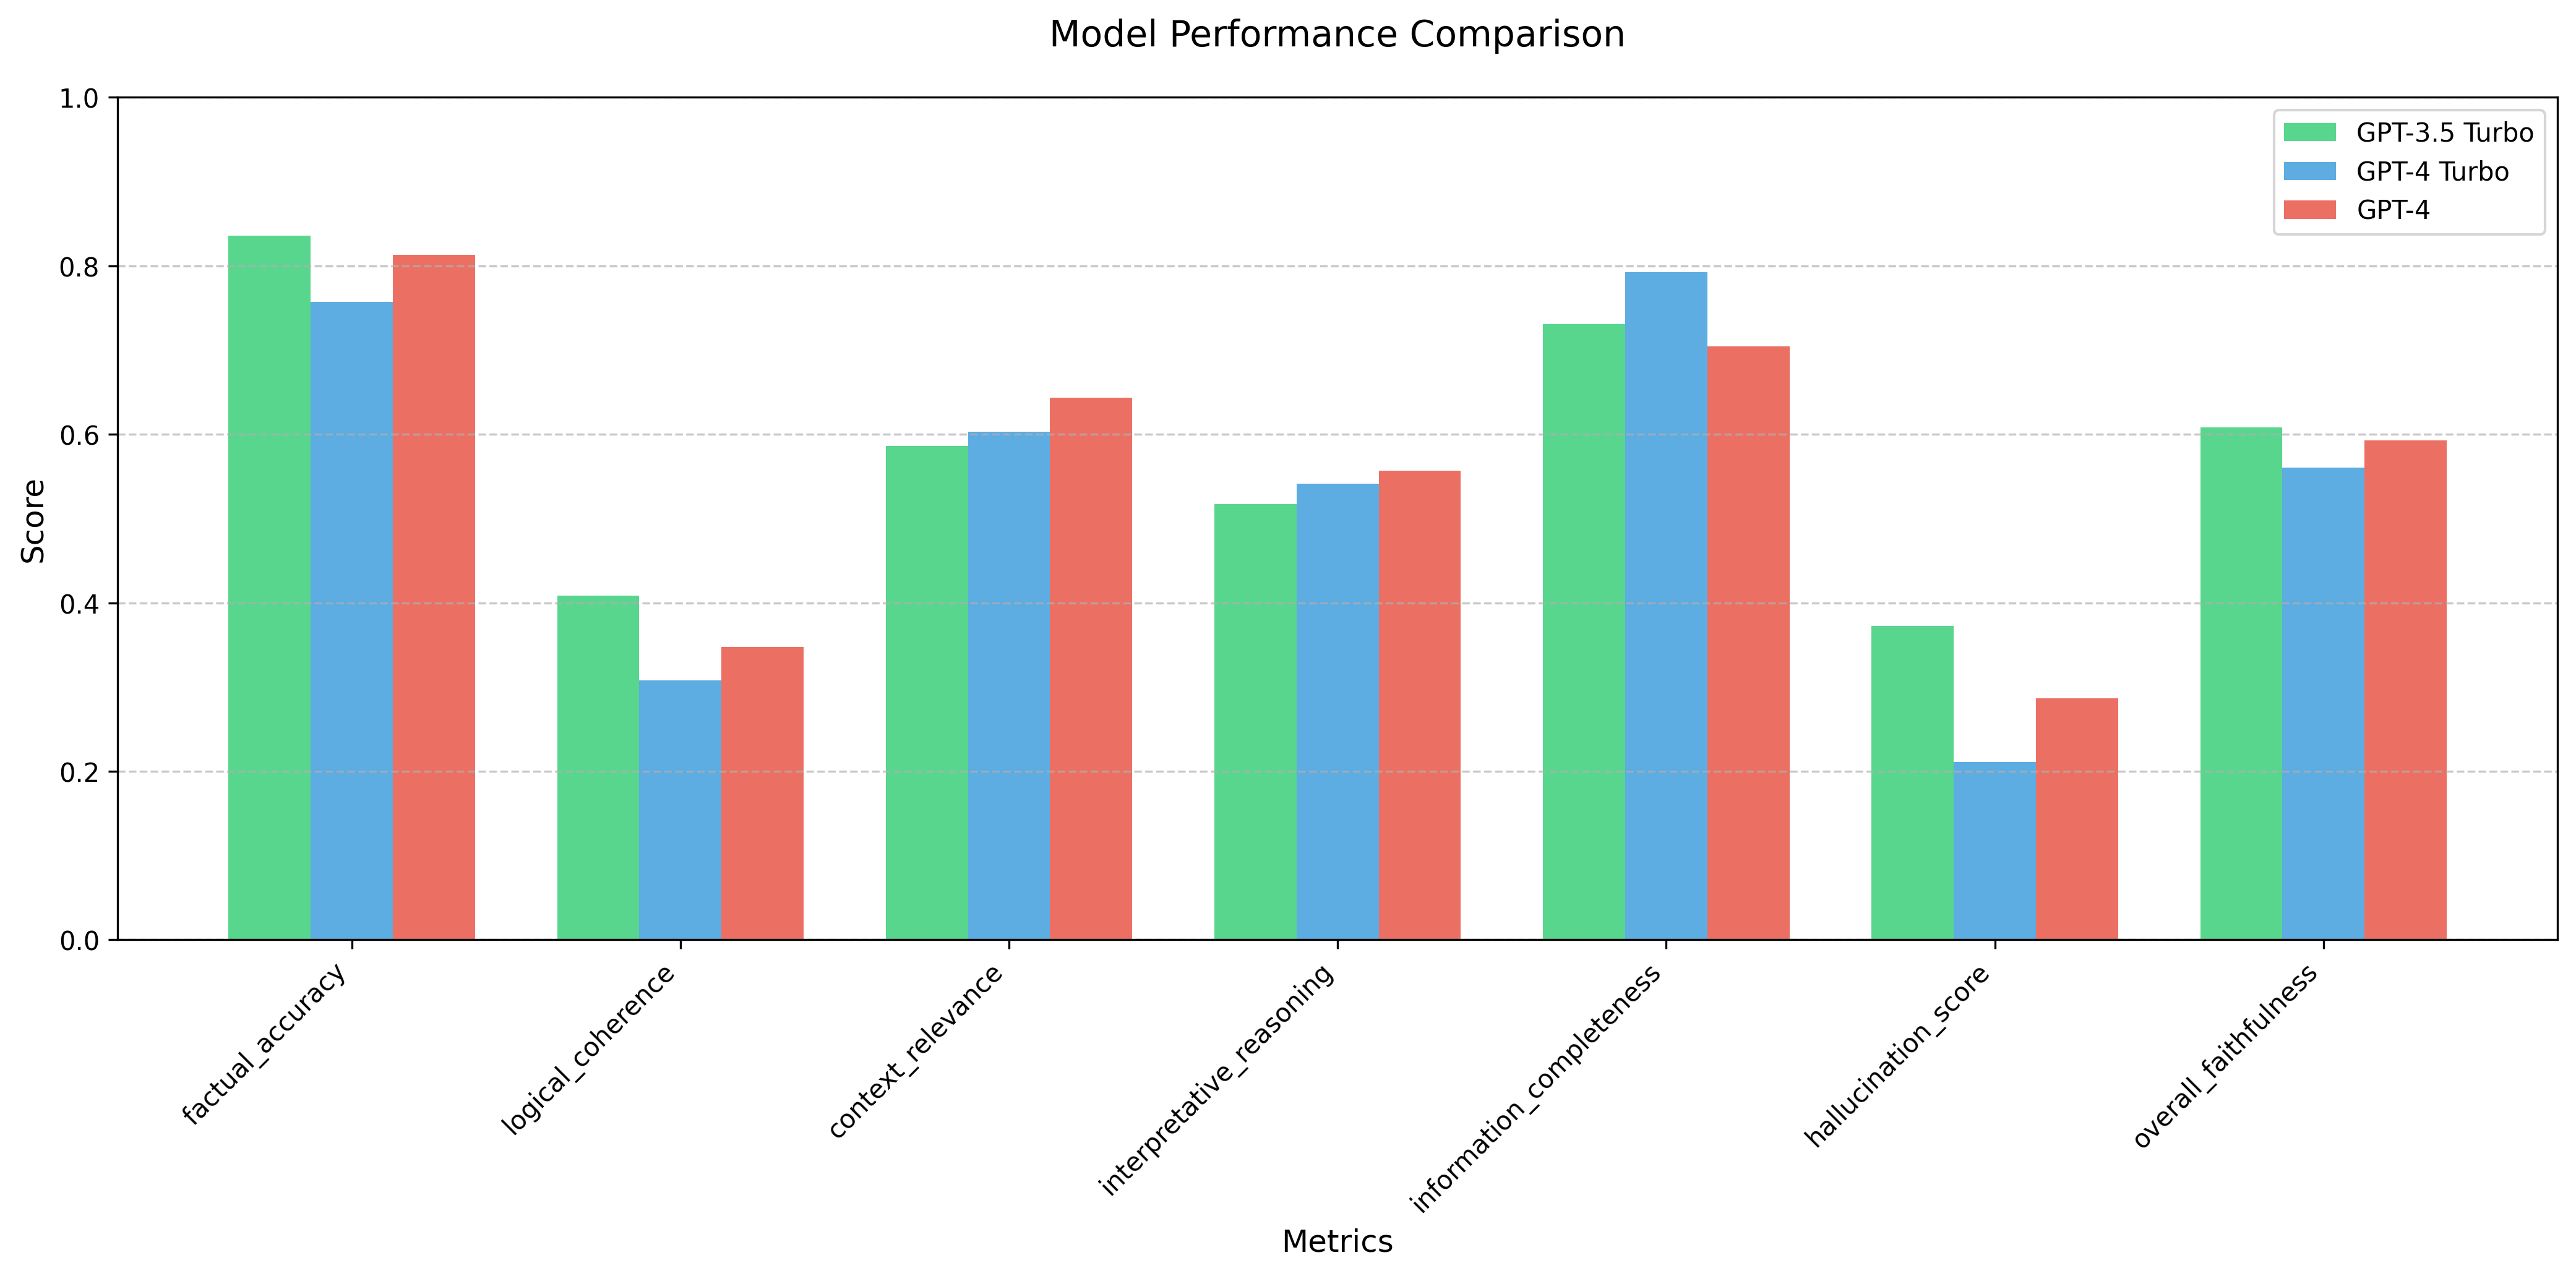 Model Performance Comparison
1.0
0.8
0.6
0.4
0.2
0.0
Score
GPT-3.5 Turbo
GPT-4 Turbo
GPT-4
factual_accuracy
logical_coherence
context_relevance
interpretative_reasoning
information_completeness
hallucination_score
overall_faithfulness
Metrics